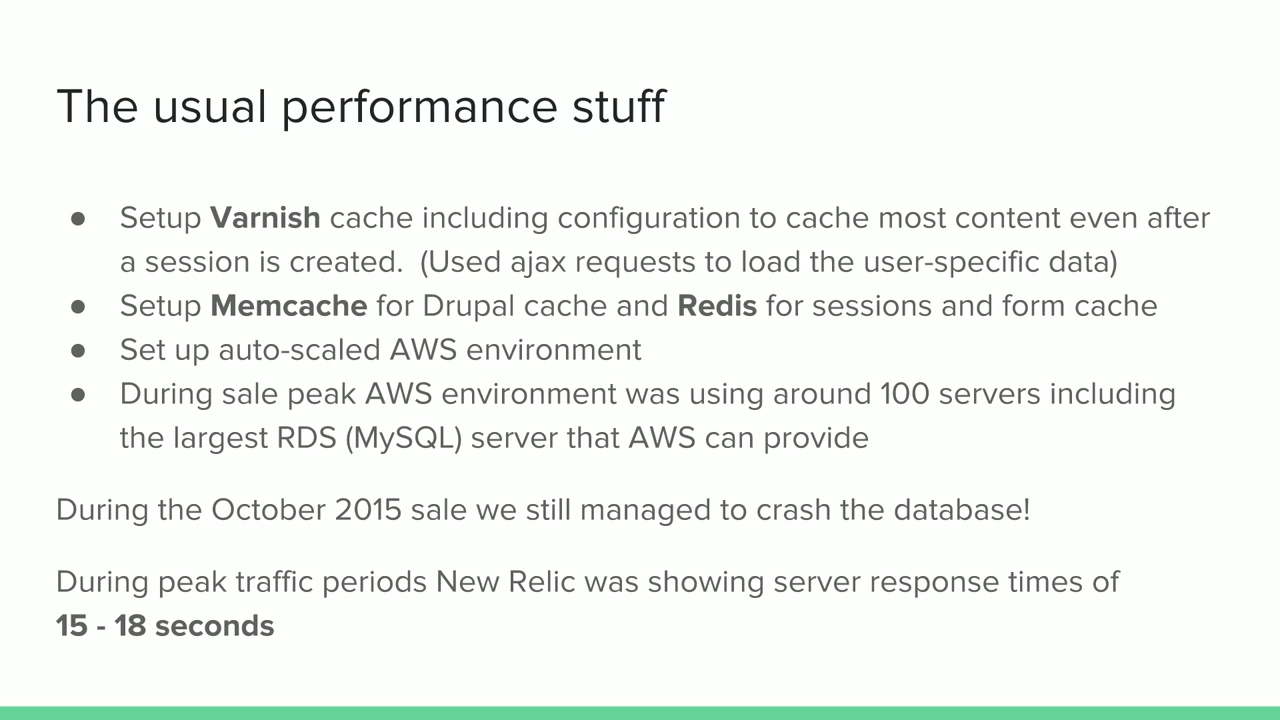 The usual performance stuff
● Setup Varnish cache including configuration to cache most content even after
a session is created.  (Used ajax requests to load the user-specific data)
● Setup Memcache for Drupal cache and Redis for sessions and form cache
● Set up auto-scaled AWS environment
● During sale peak AWS environment was using around 100 servers including
the largest RDS (MySQL) server that AWS can provide
During the October 2015 sale we still managed to crash the database!
During peak traffic periods New Relic was showing server response times of
15 - 18 seconds